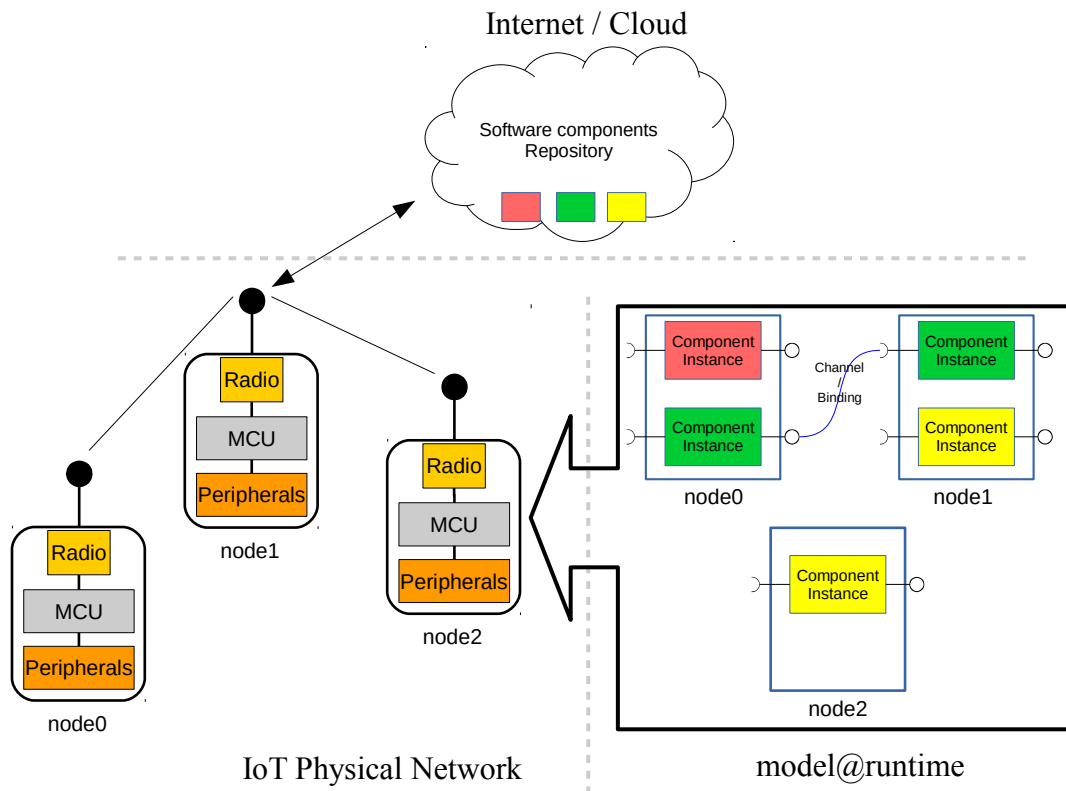 Internet / Cloud
Software components
Repository
Radio
MCU
Peripherals
node1
Radio
MCU
Peripherals
node2
Radio
MCU
Peripherals
node0
IoT Physical Network
Component
Instance
Component
Instance
node0
Channel
/
Binding
Component
Instance
Component
Instance
node1
Component
Instance
node2
model@runtime